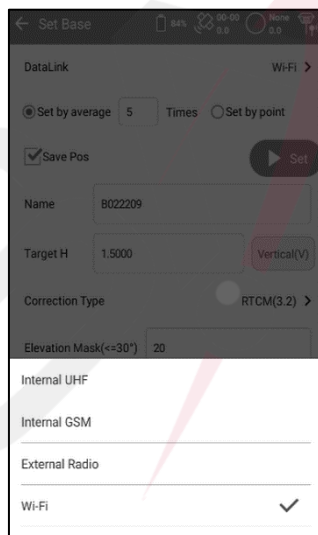 Set Base 84% 00-00 0.0 None 0.0
DataLink Wi-Fi >
Set by average 5 Times Set by point
Save Pos Set
Name B022209
Target H 1.5000 Vertical(V)
Correction Type RTCM(3.2) >
Elevation Mask(<=30°) 20
Internal UHF
Internal GSM
External Radio
Wi-Fi